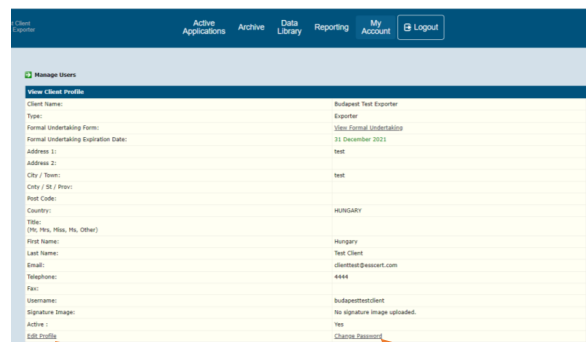 t Client
Exporter
Active Applications
Archive
Data Library
Reporting
My Account
Logout
Manage Users
View Client Profile
Client Name: Budapest Test Exporter
Type: Exporter
Formal Undertaking Form: View Formal Undertaking
Formal Undertaking Expiration Date: 31 December 2021
Address 1: test
Address 2:
City / Town: test
Cnty / St / Prov:
Post Code:
Country: HUNGARY
Title:
(Mr, Mrs, Miss, Ms, Other)
First Name: Hungary
Last Name: Test Client
Email: clienttest@esscert.com
Telephone: 4444
Fax:
Username: budapesttestclient
Signature Image: No signature image uploaded.
Active : Yes
Edit Profile Change Password